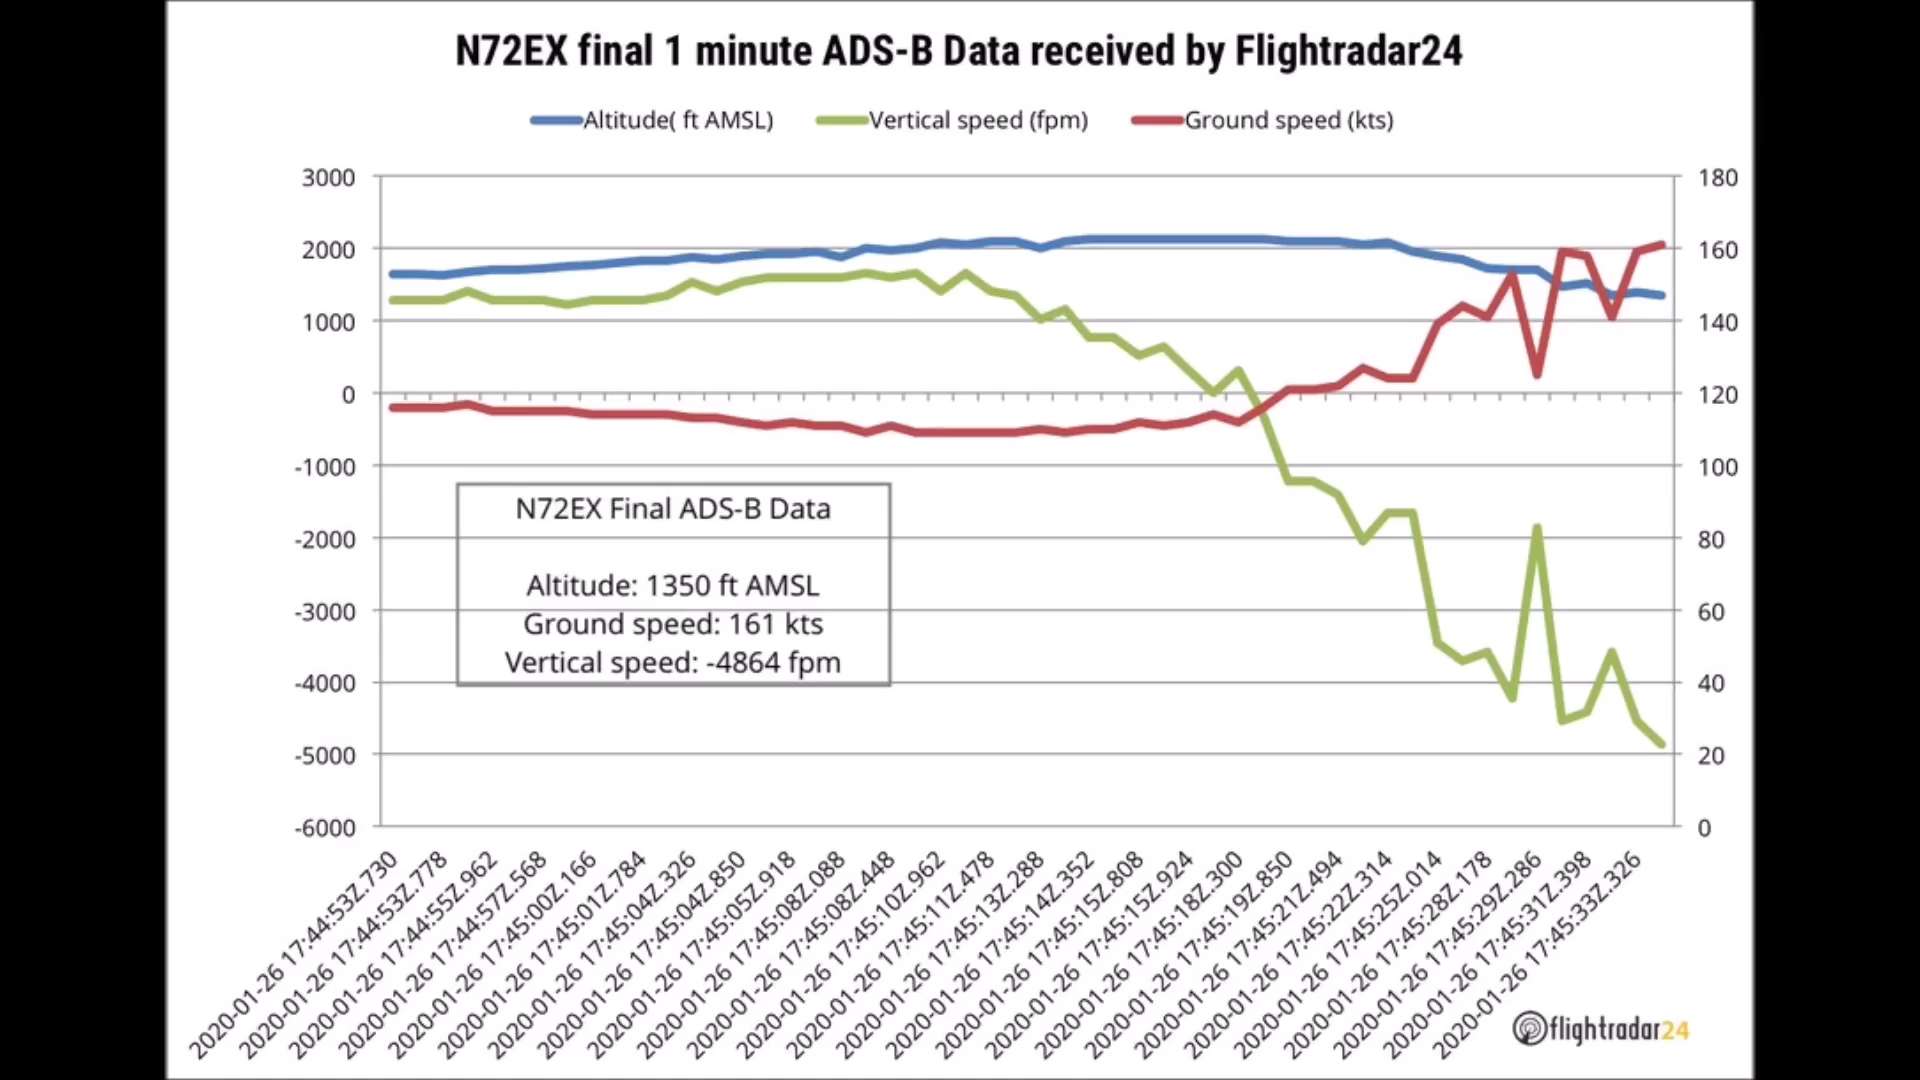 N72EX final 1 minute ADS-B Data received by Flightradar24
Altitude( ft AMSL)
Vertical speed (fpm)
Ground speed (kts)
3000
2000
1000
0
-1000
-2000
-3000
-4000
-5000
-6000
180
160
140
120
100
80
60
40
20
0
N72EX Final ADS-B Data
Altitude: 1350 ft AMSL
Ground speed: 161 kts
Vertical speed: -4864 fpm
2020-01-26 17:44:53Z.730
2020-01-26 17:44:53Z.778
2020-01-26 17:44:55Z.962
2020-01-26 17:44:57Z.568
2020-01-26 17:45:00Z.166
2020-01-26 17:45:01Z.784
2020-01-26 17:45:04Z.326
2020-01-26 17:45:04Z.850
2020-01-26 17:45:05Z.918
2020-01-26 17:45:08Z.088
2020-01-26 17:45:08Z.448
2020-01-26 17:45:10Z.962
2020-01-26 17:45:11Z.478
2020-01-26 17:45:13Z.288
2020-01-26 17:45:14Z.352
2020-01-26 17:45:15Z.808
2020-01-26 17:45:15Z.924
2020-01-26 17:45:18Z.300
2020-01-26 17:45:19Z.850
2020-01-26 17:45:21Z.494
2020-01-26 17:45:22Z.314
2020-01-26 17:45:25Z.014
2020-01-26 17:45:28Z.178
2020-01-26 17:45:29Z.286
2020-01-26 17:45:31Z.398
2020-01-26 17:45:33Z.326
flightradar24